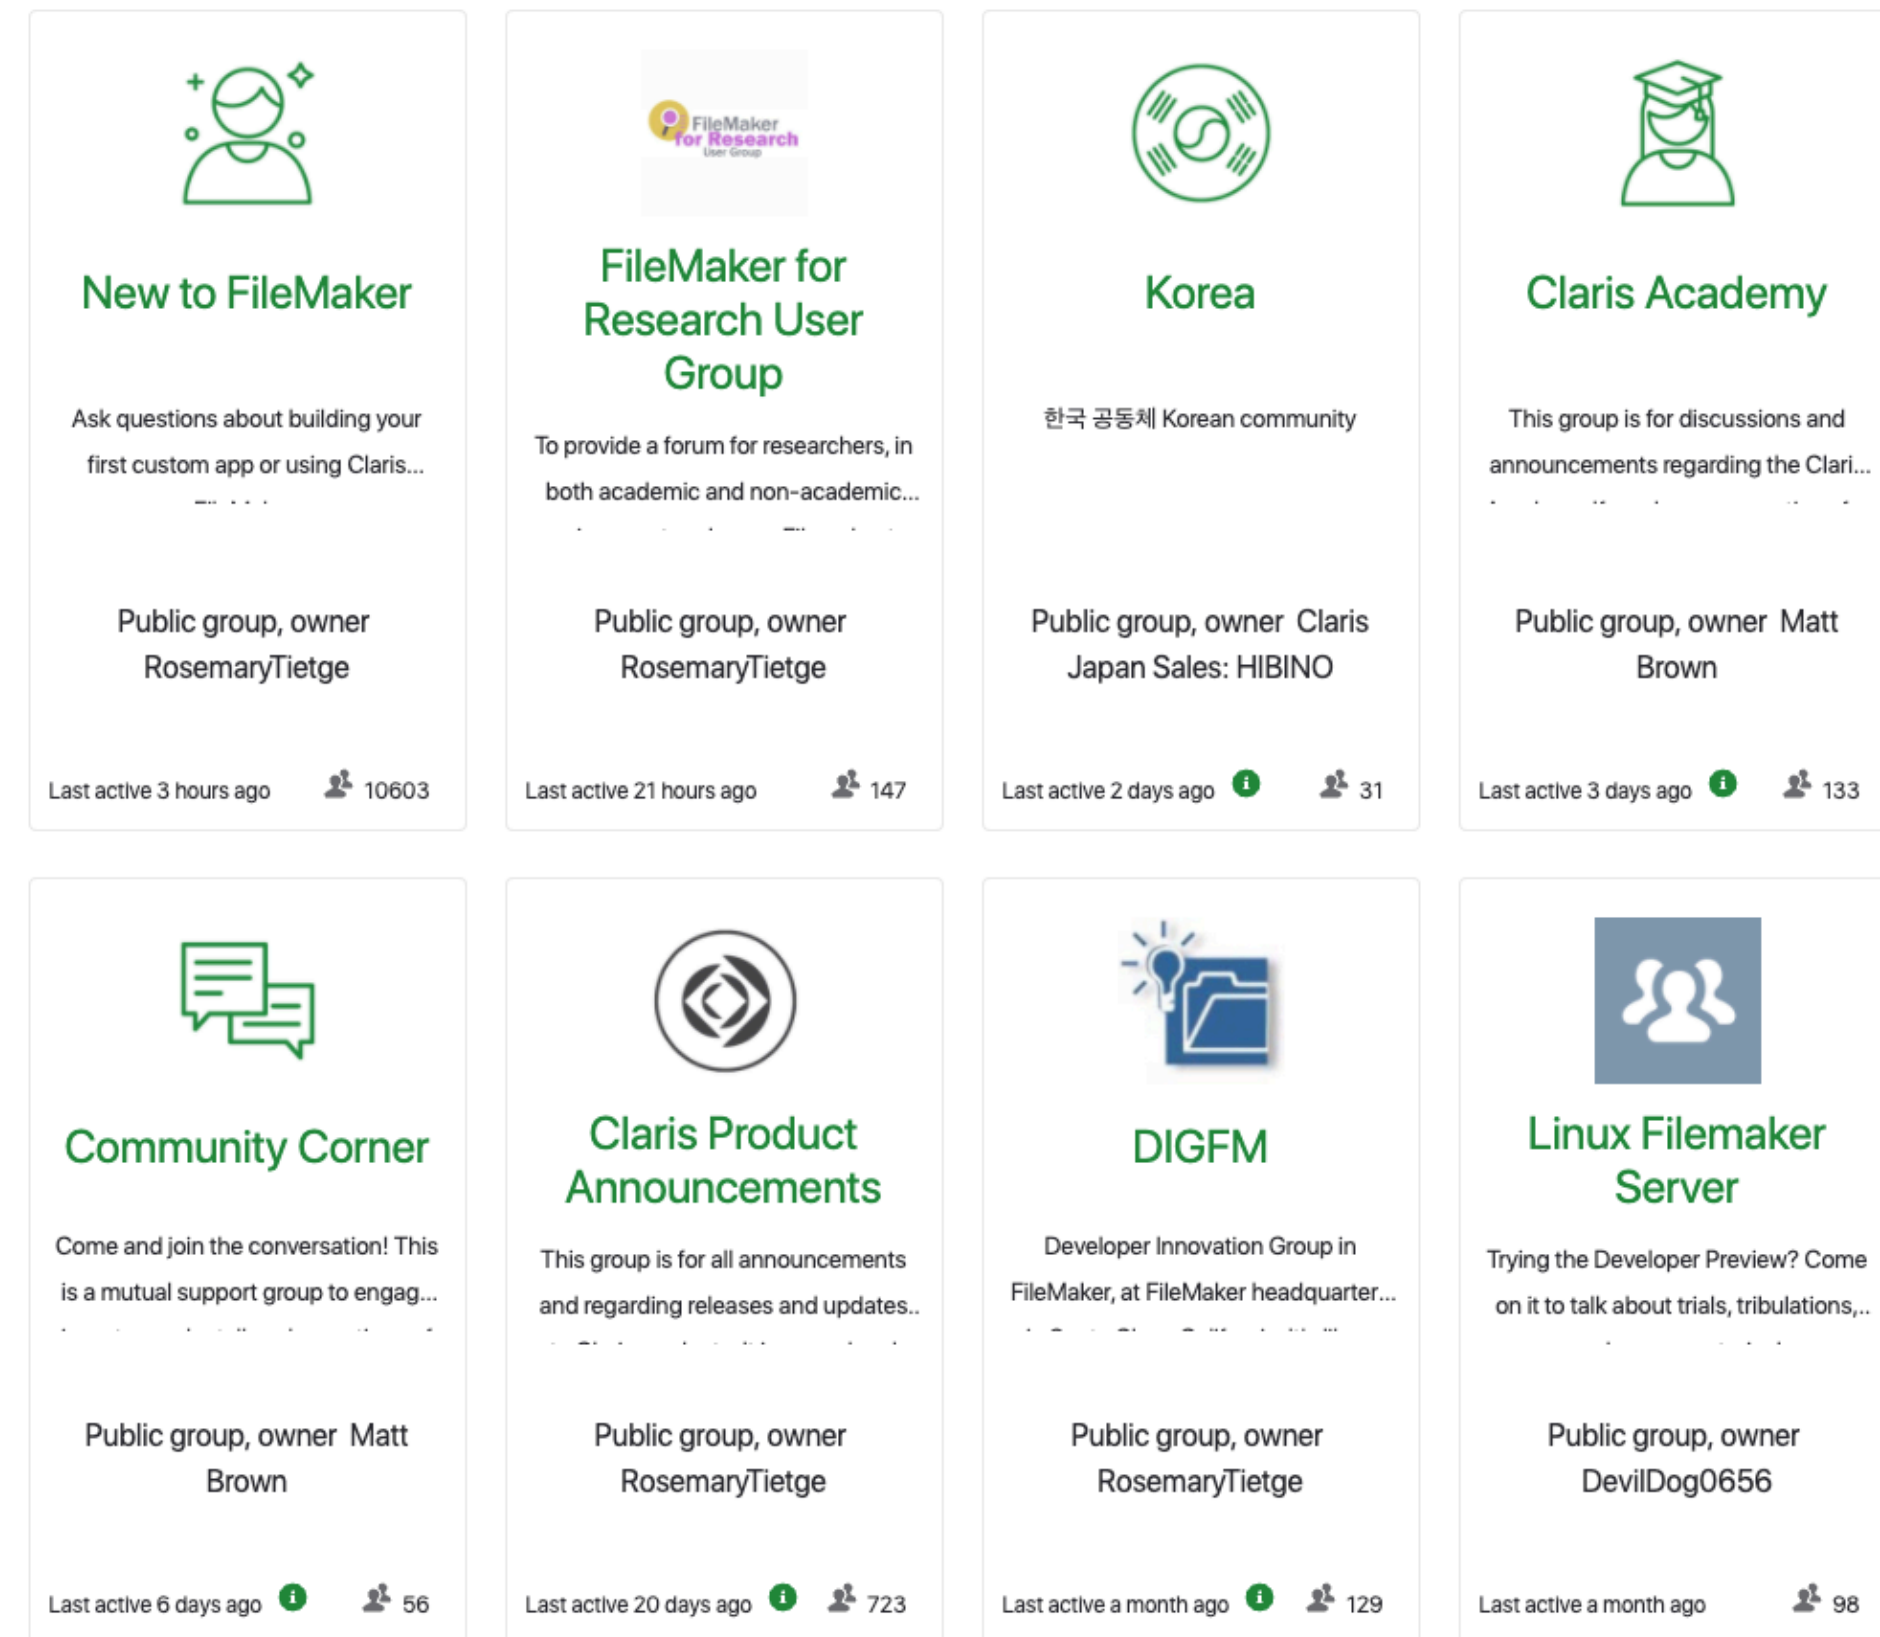 FileMaker
for Research
User Group
New to FileMaker
Ask questions about building your
first custom app or using Claris...
Public group, owner
RosemaryTietge
Last active 3 hours ago 10603
FileMaker for
Research User
Group
To provide a forum for researchers, in
both academic and non-academic...
Public group, owner
RosemaryTietge
Last active 21 hours ago 147
Korea
한국 공동체 Korean community
Public group, owner Claris
Japan Sales: HIBINO
Last active 2 days ago i 31
Claris Academy
This group is for discussions and
announcements regarding the Clari...
Public group, owner Matt
Brown
Last active 3 days ago i 133
Community Corner
Come and join the conversation! This
is a mutual support group to engag...
Public group, owner Matt
Brown
Last active 6 days ago i 56
Claris Product
Announcements
This group is for all announcements
and regarding releases and updates..
Public group, owner
RosemaryTietge
Last active 20 days ago i 723
DIGFM
Developer Innovation Group in
FileMaker, at FileMaker headquarter...
Public group, owner
RosemaryTietge
Last active a month ago i 129
Linux Filemaker
Server
Trying the Developer Preview? Come
on it to talk about trials, tribulations,..
Public group, owner
DevilDog0656
Last active a month ago 98